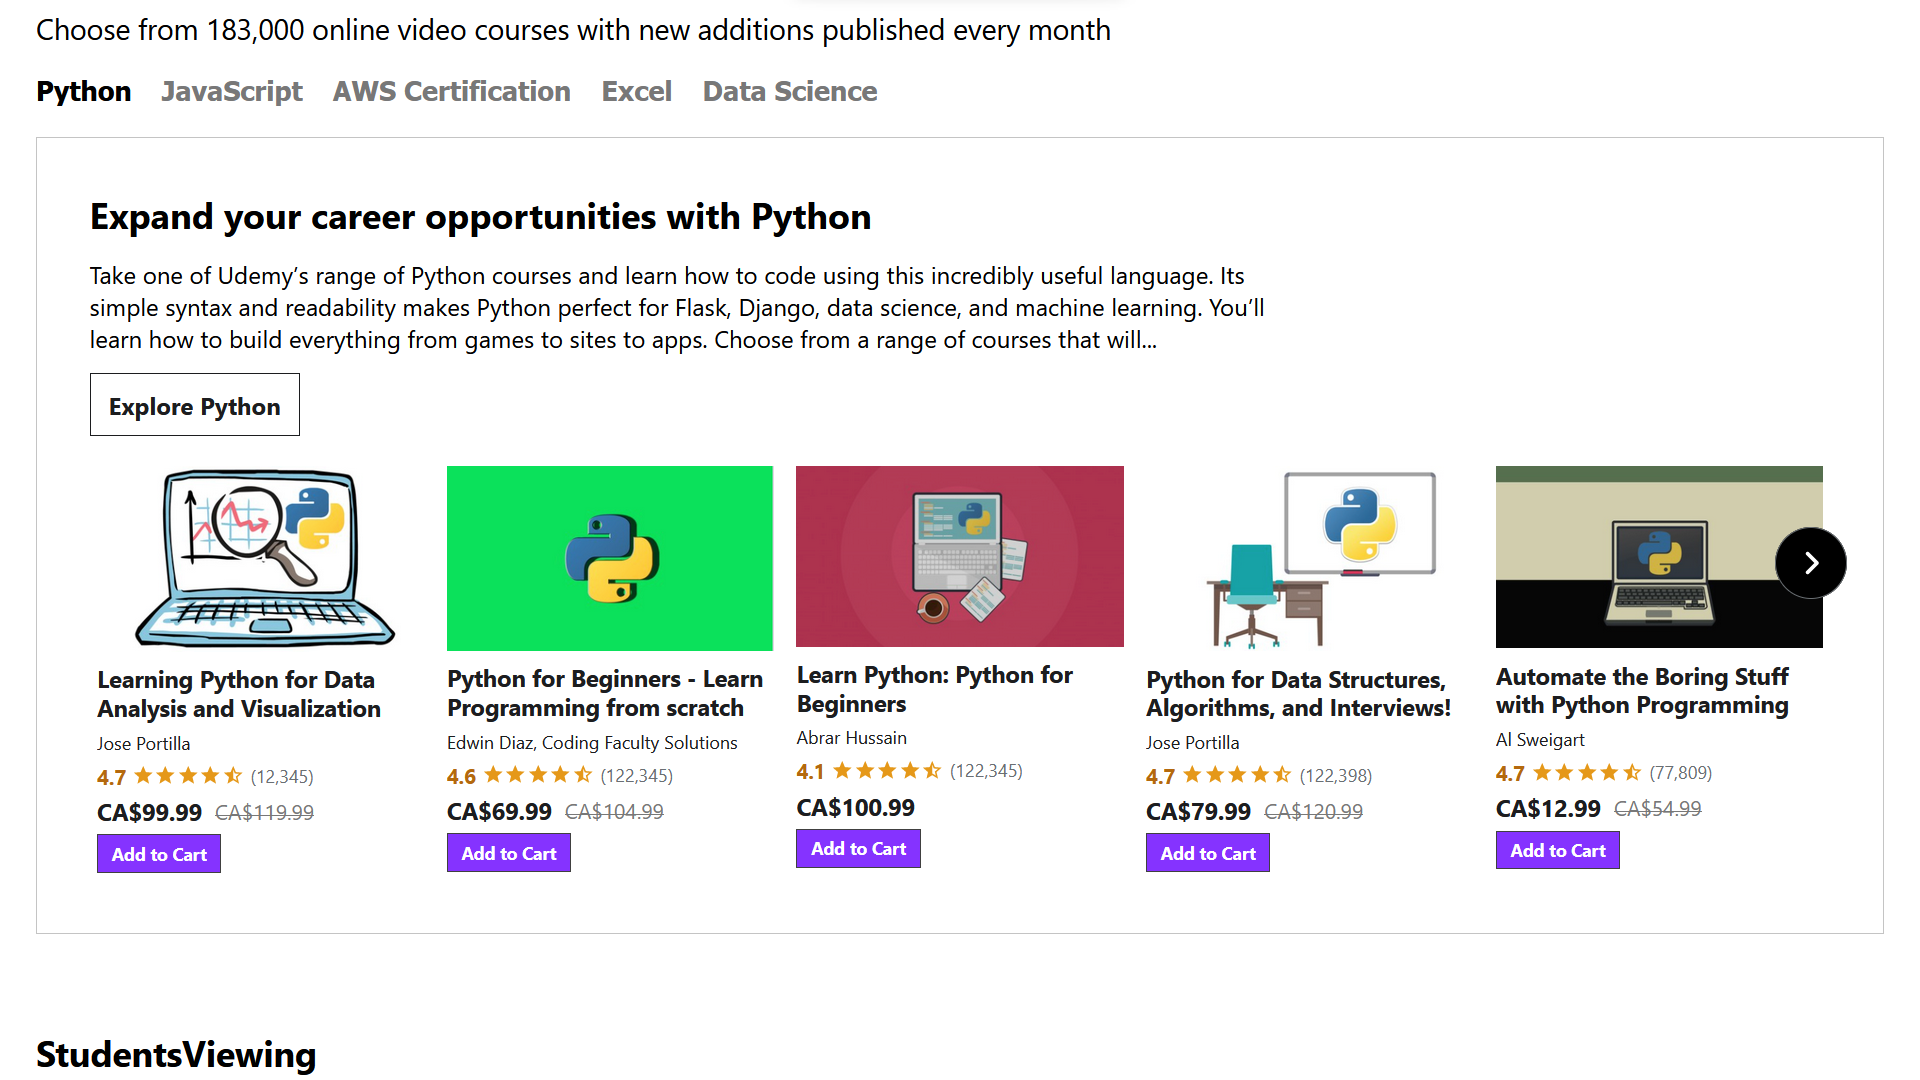 Choose from 183,000 online video courses with new additions published every month
Python JavaScript AWS Certification Excel Data Science
Expand your career opportunities with Python
Take one of Udemy’s range of Python courses and learn how to code using this incredibly useful language. Its
simple syntax and readability makes Python perfect for Flask, Django, data science, and machine learning. You’ll
learn how to build everything from games to sites to apps. Choose from a range of courses that will...
Explore Python
Learning Python for Data
Analysis and Visualization
Jose Portilla
4.7 (12,345)
CA$99.99 CA$119.99
Add to Cart
Python for Beginners - Learn
Programming from scratch
Edwin Diaz, Coding Faculty Solutions
4.6 (122,345)
CA$69.99 CA$104.99
Add to Cart
Learn Python: Python for
Beginners
Abrar Hussain
4.1 (122,345)
CA$100.99
Add to Cart
Python for Data Structures,
Algorithms, and Interviews!
Jose Portilla
4.7 (122,398)
CA$79.99 CA$120.99
Add to Cart
Automate the Boring Stuff
with Python Programming
Al Sweigart
4.7 (77,809)
CA$12.99 CA$54.99
Add to Cart
StudentsViewing